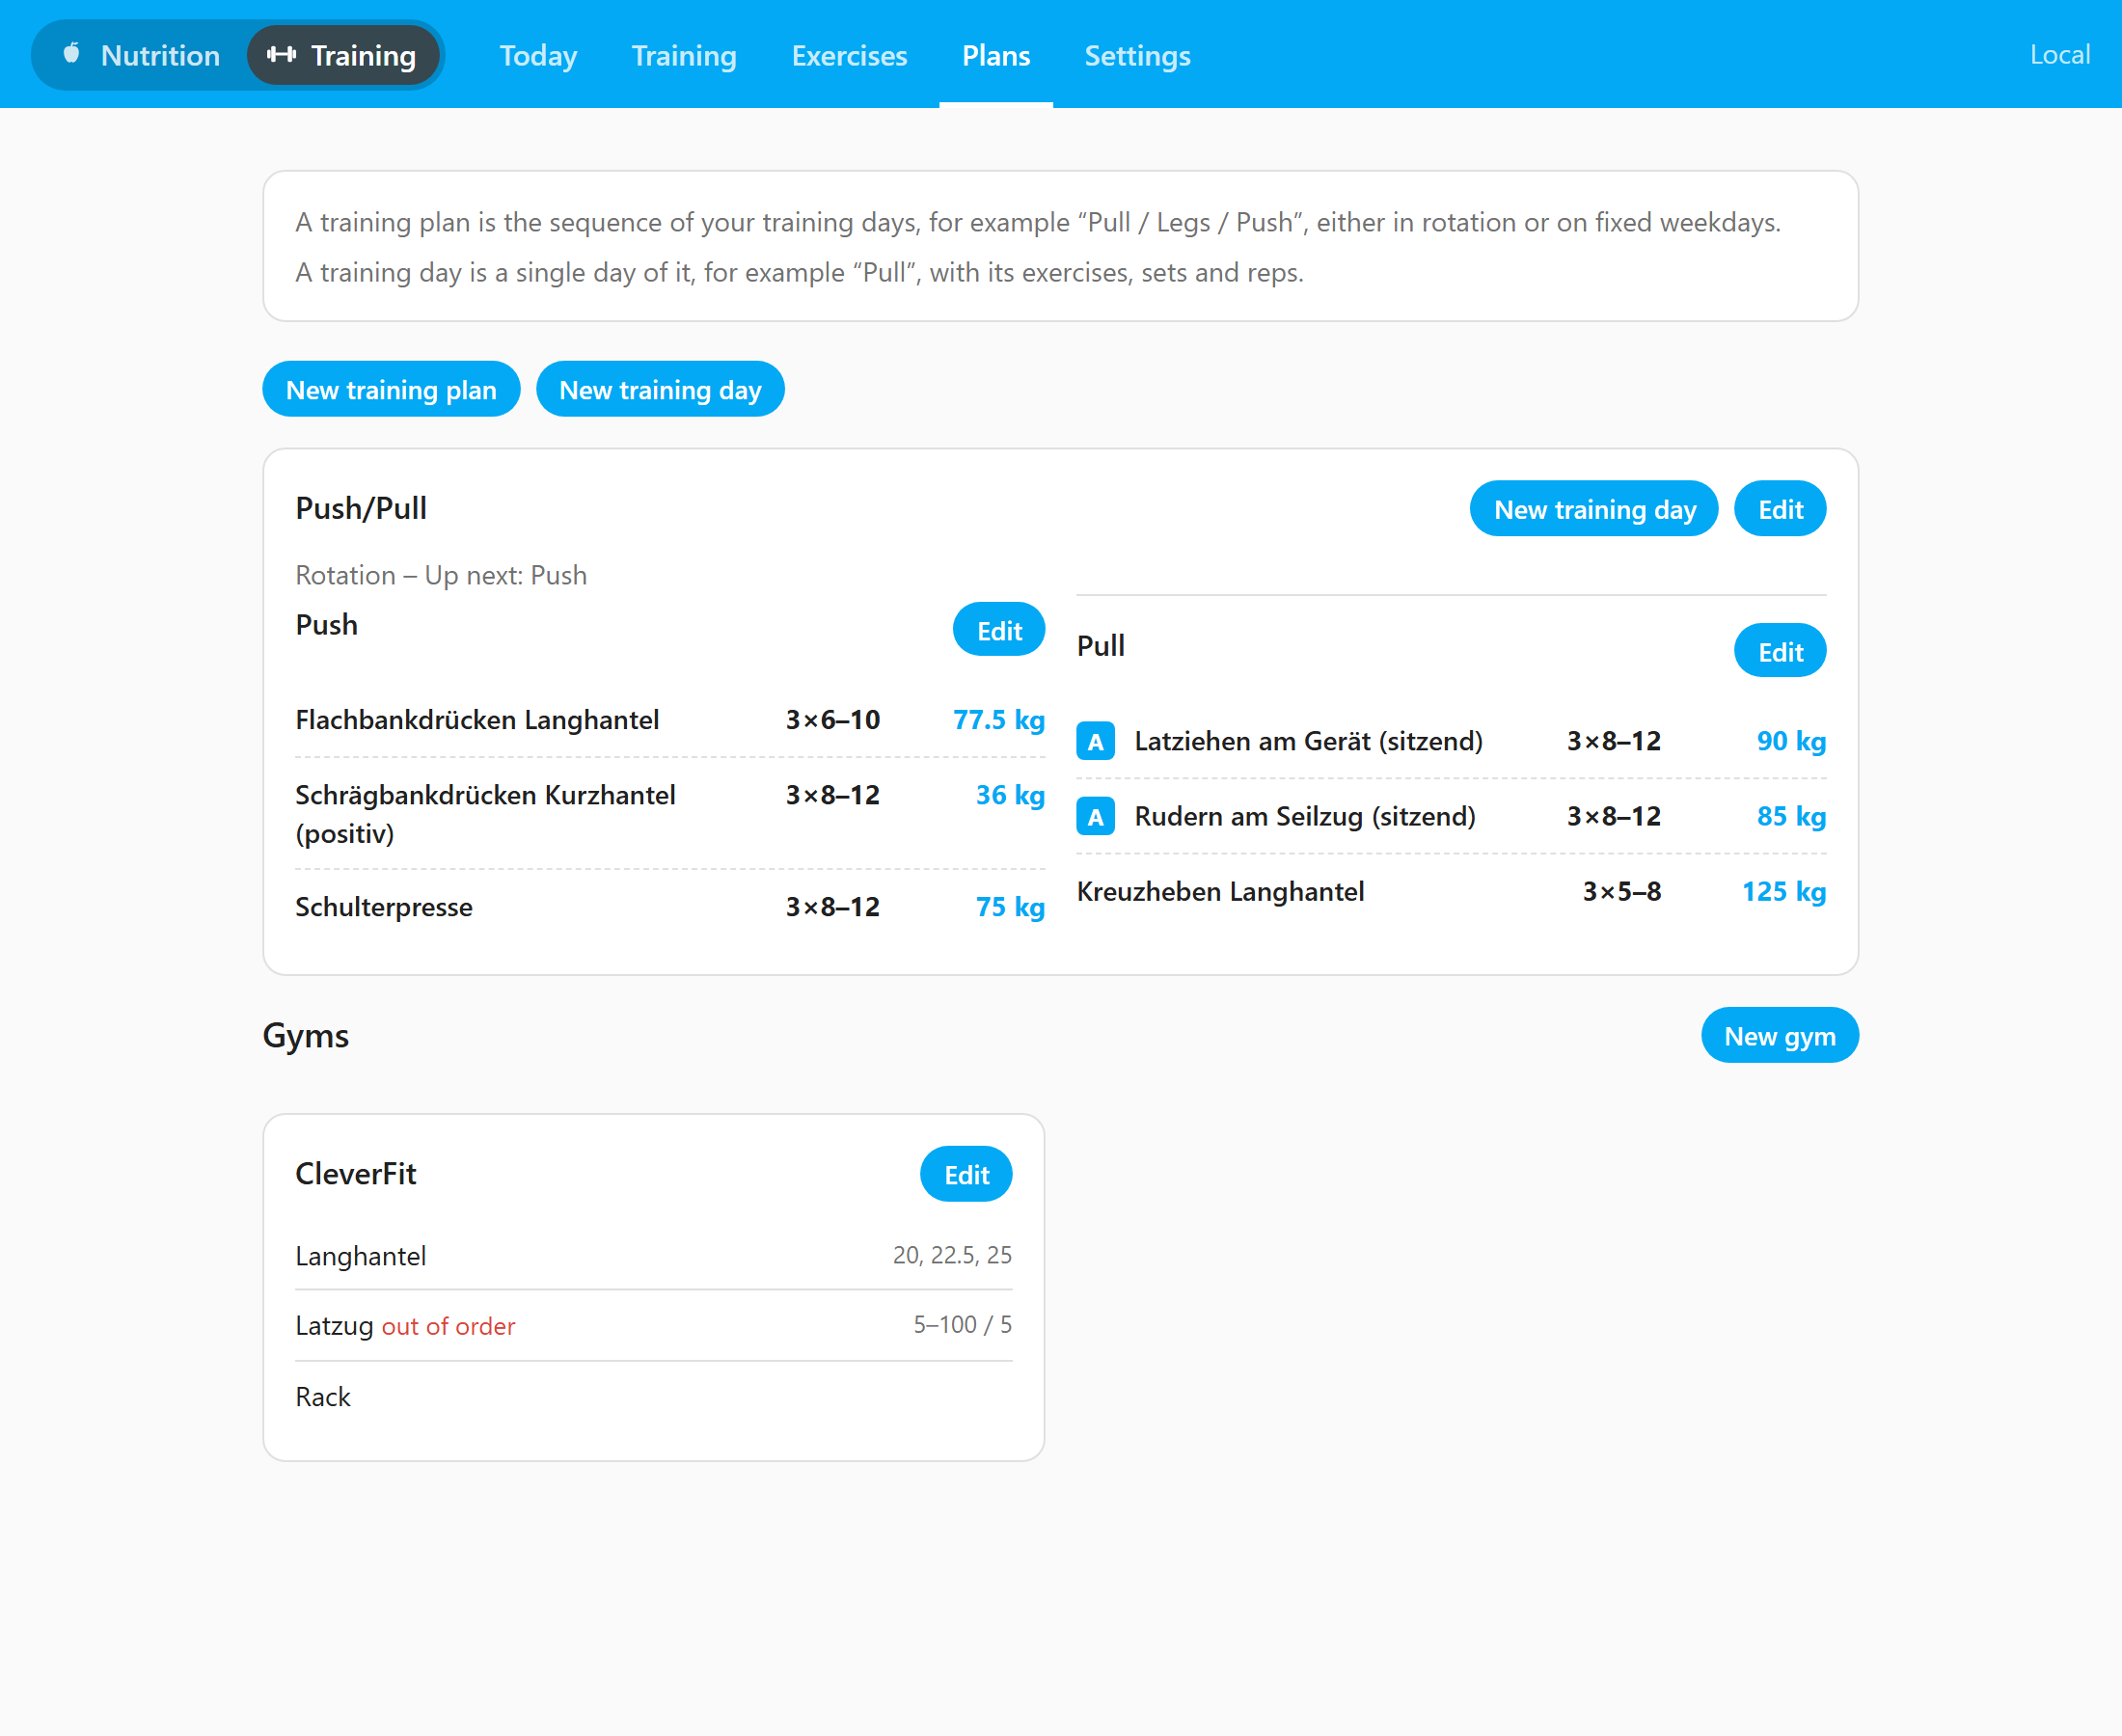 Nutrition Training Today Training Exercises Plans Settings Local
A training plan is the sequence of your training days, for example “Pull / Legs / Push”, either in rotation or on fixed weekdays.
A training day is a single day of it, for example “Pull”, with its exercises, sets and reps.
New training plan New training day
Push/Pull New training day Edit
Rotation – Up next: Push
Push Edit
Flachbankdrücken Langhantel 3×6–10 77.5 kg
Schrägbankdrücken Kurzhantel 3×8–12 36 kg
(positiv)
Schulterpresse 3×8–12 75 kg
Pull Edit
A Latziehen am Gerät (sitzend) 3×8–12 90 kg
A Rudern am Seilzug (sitzend) 3×8–12 85 kg
Kreuzheben Langhantel 3×5–8 125 kg
Gyms New gym
CleverFit Edit
Langhantel 20, 22.5, 25
Latzug out of order 5–100 / 5
Rack